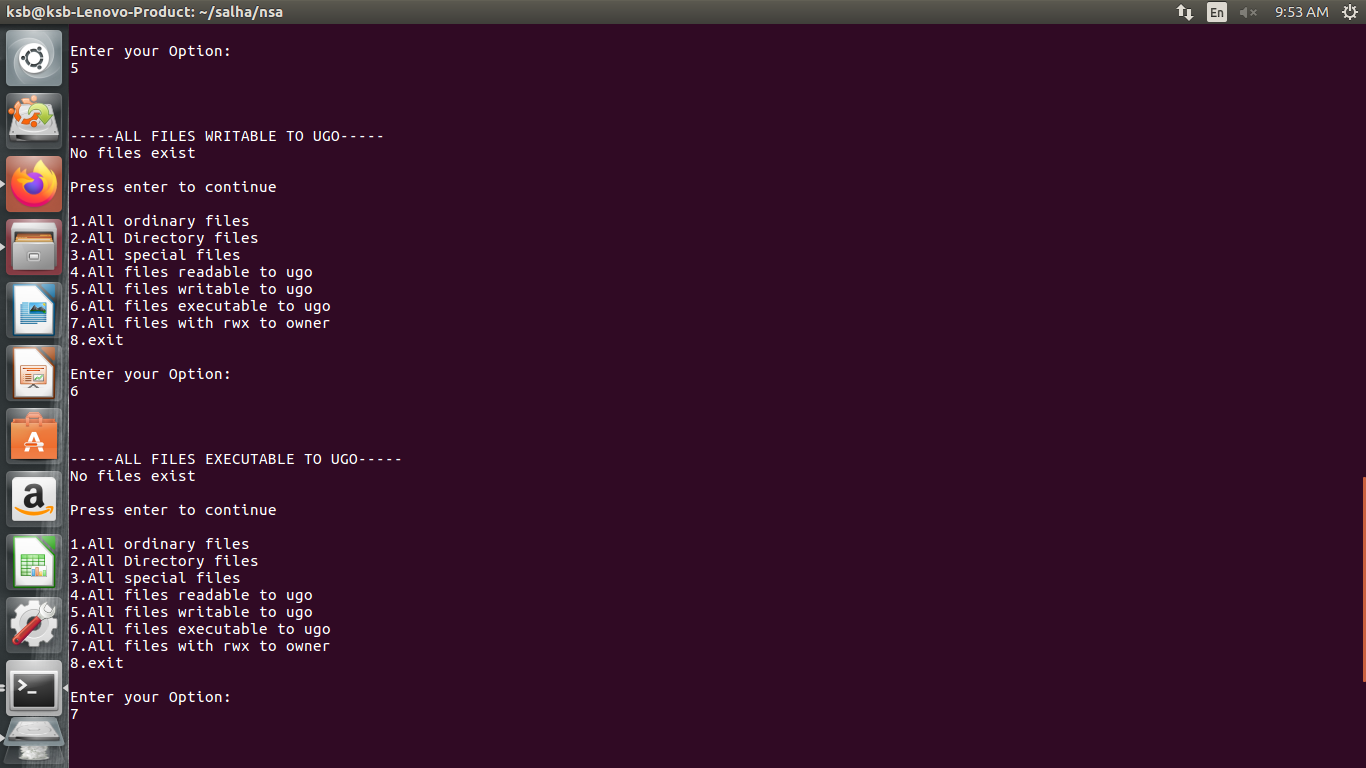 ksb@ksb-Lenovo-Product: ~/salha/nsa
En
9:53 AM
Enter your Option:
5
-----ALL FILES WRITABLE TO UGO-----
No files exist
Press enter to continue
1.All ordinary files
2.All Directory files
3.All special files
4.All files readable to ugo
5.All files writable to ugo
6.All files executable to ugo
7.All files with rwx to owner
8.exit
Enter your Option:
6
-----ALL FILES EXECUTABLE TO UGO-----
No files exist
Press enter to continue
1.All ordinary files
2.All Directory files
3.All special files
4.All files readable to ugo
5.All files writable to ugo
6.All files executable to ugo
7.All files with rwx to owner
8.exit
Enter your Option:
7